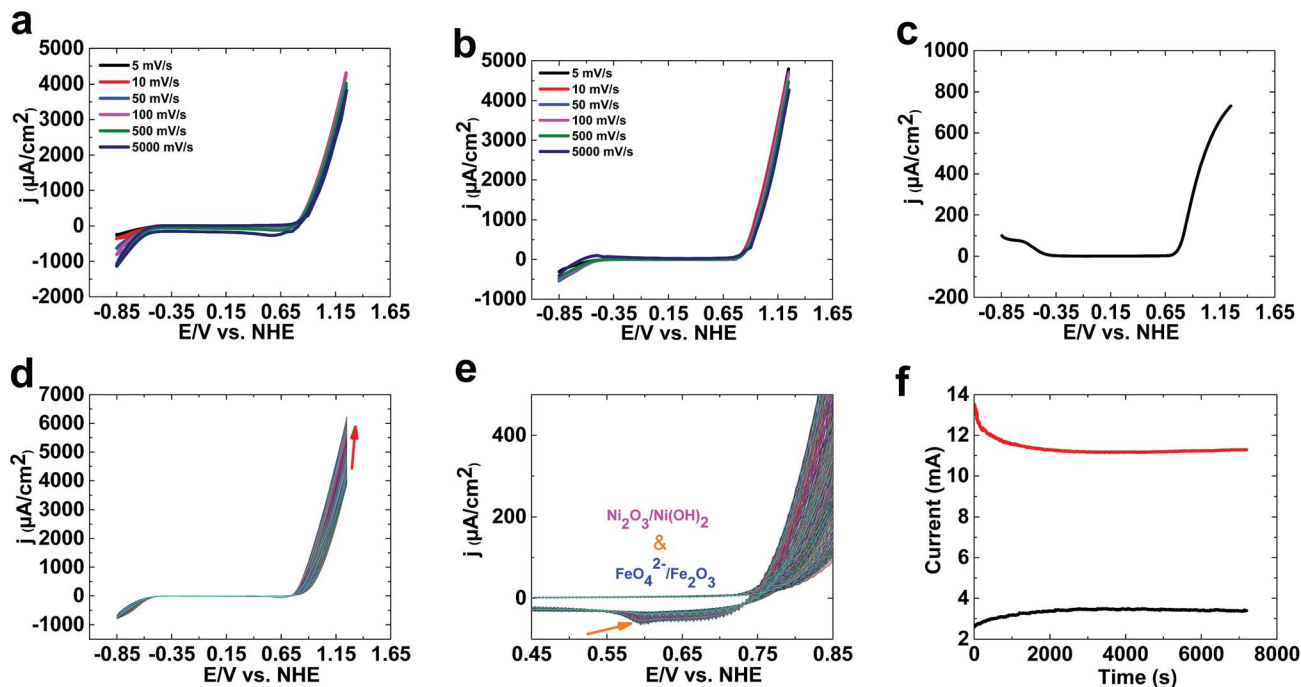 a
5000
4000
3000
2000
1000
0
-1000
-2000
j (µA/cm2)
5 mV/s
10 mV/s
50 mV/s
100 mV/s
500 mV/s
5000 mV/s
-0.85 -0.35 0.15 0.65 1.15 1.65
E/V vs. NHE
b
5000
4000
3000
2000
1000
0
-1000
j (µA/cm2)
5 mV/s
10 mV/s
50 mV/s
100 mV/s
500 mV/s
5000 mV/s
-0.85 -0.35 0.15 0.65 1.15 1.65
E/V vs. NHE
c
1000
800
600
400
200
0
-200
j (µA/cm2)
-0.85 -0.35 0.15 0.65 1.15 1.65
E/V vs. NHE
d
7000
6000
5000
4000
3000
2000
1000
0
-1000
j (µA/cm2)
-0.85 -0.35 0.15 0.65 1.15 1.65
E/V vs. NHE
e
400
200
0
j (µA/cm2)
Ni2O3/Ni(OH)2
&
FeO42-/Fe2O3
0.45 0.55 0.65 0.75 0.85
E/V vs. NHE
f
14
12
10
8
6
4
2
Current (mA)
0 2000 4000 6000 8000
Time (s)